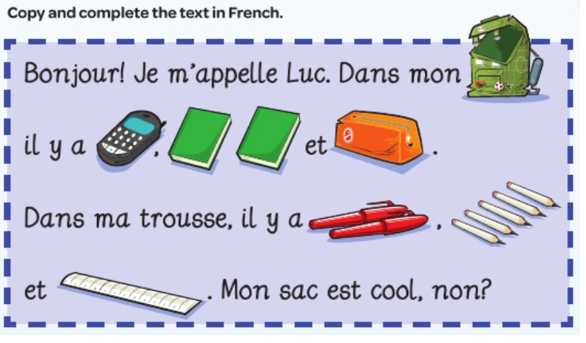 Copy and complete the text in French.
Bonjour! Je m'appelle Luc. Dans mon
il y a , et .
Dans ma trousse, il y a ,
et . Mon sac est cool, non?